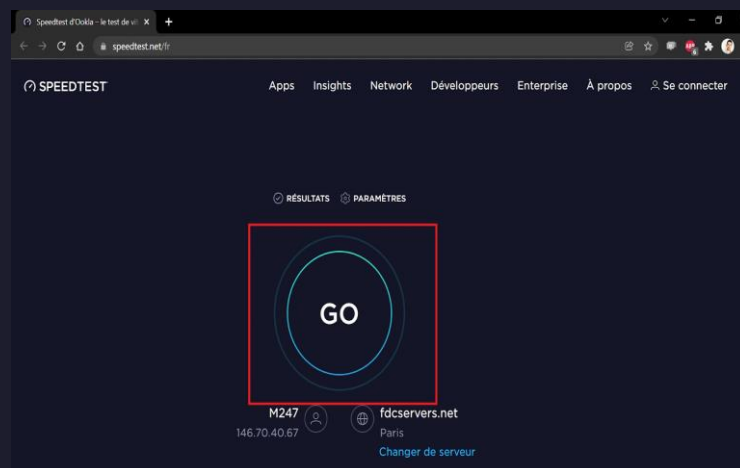 Speedtest d'Ookla – le test de vi
speedtest.net/fr
SPEEDTEST
Apps Insights Network Développeurs Enterprise À propos Se connecter
RÉSULTATS PARAMÈTRES
GO
M247 fdcservers.net
146.70.40.67 Paris
Changer de serveur